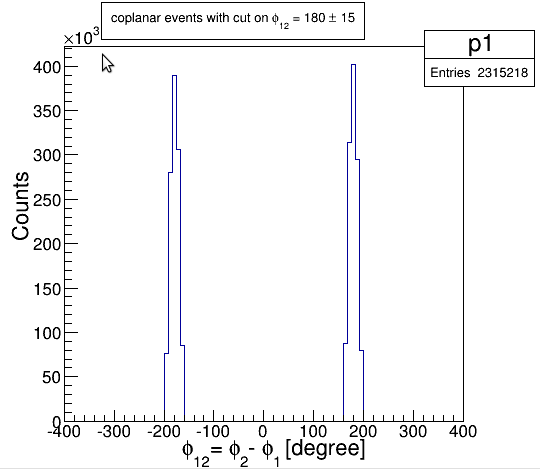 coplanar events with cut on ϕ₁₂ = 180 ± 15
p1
Entries 2315218
×10³
400
350
300
250
200
150
100
50
0
Counts
-400 -300 -200 -100 0 100 200 300 400
ϕ₁₂= ϕ₂- ϕ₁ [degree]